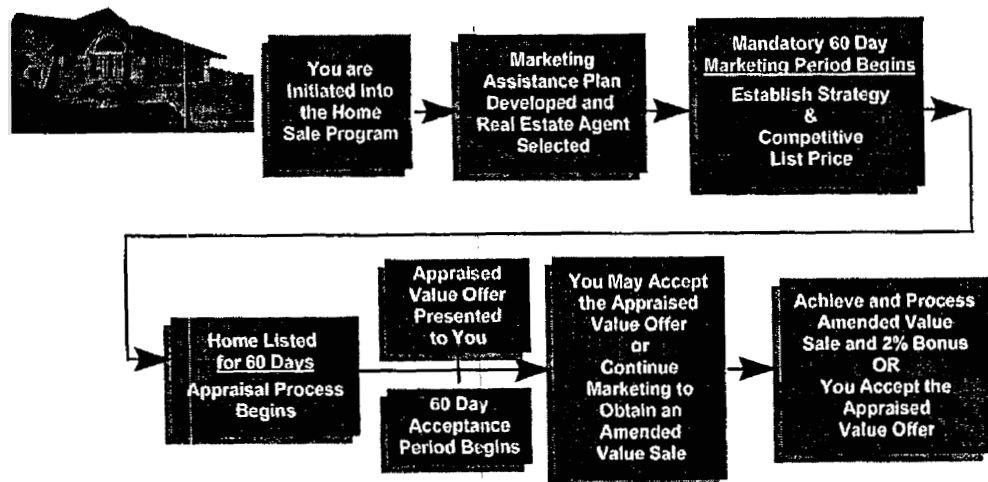 You are
Initiated Into
the Home
Sale Program
Marketing
Assistance Plan
Developed and
Real Estate Agent
Selected
Mandatory 60 Day
Marketing Period Begins
Establish Strategy
&
Competitive
List Price
Home Listed
for 60 Days
Appraisal Process
Begins
Appraised
Value Offer
Presented
to You
60 Day
Acceptance
Period Begins
You May Accept
the Appraised
Value Offer
or
Continue
Marketing to
Obtain an
Amended
Value Sale
Achieve and Process
Amended Value
Sale and 2% Bonus
OR
You Accept the
Appraised
Value Offer